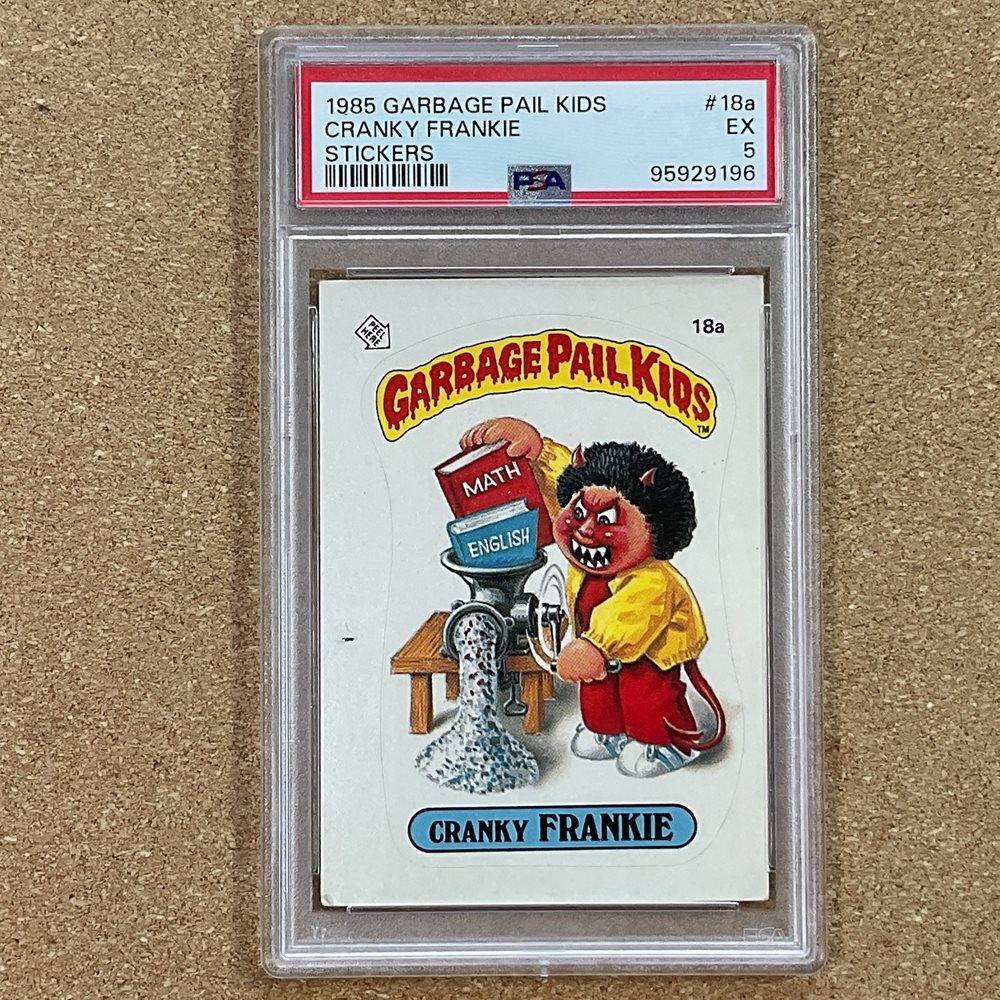 1985 GARBAGE PAIL KIDS #18a
CRANKY FRANKIE EX
STICKERS 5
PSA 95929196
PEEL HERE
18a
GARBAGE PAIL KIDS
TM
MATH
ENGLISH
CRANKY FRANKIE
PSA